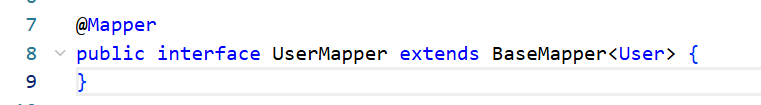 7 @Mapper
8 public interface UserMapper extends BaseMapper<User> {
9 }